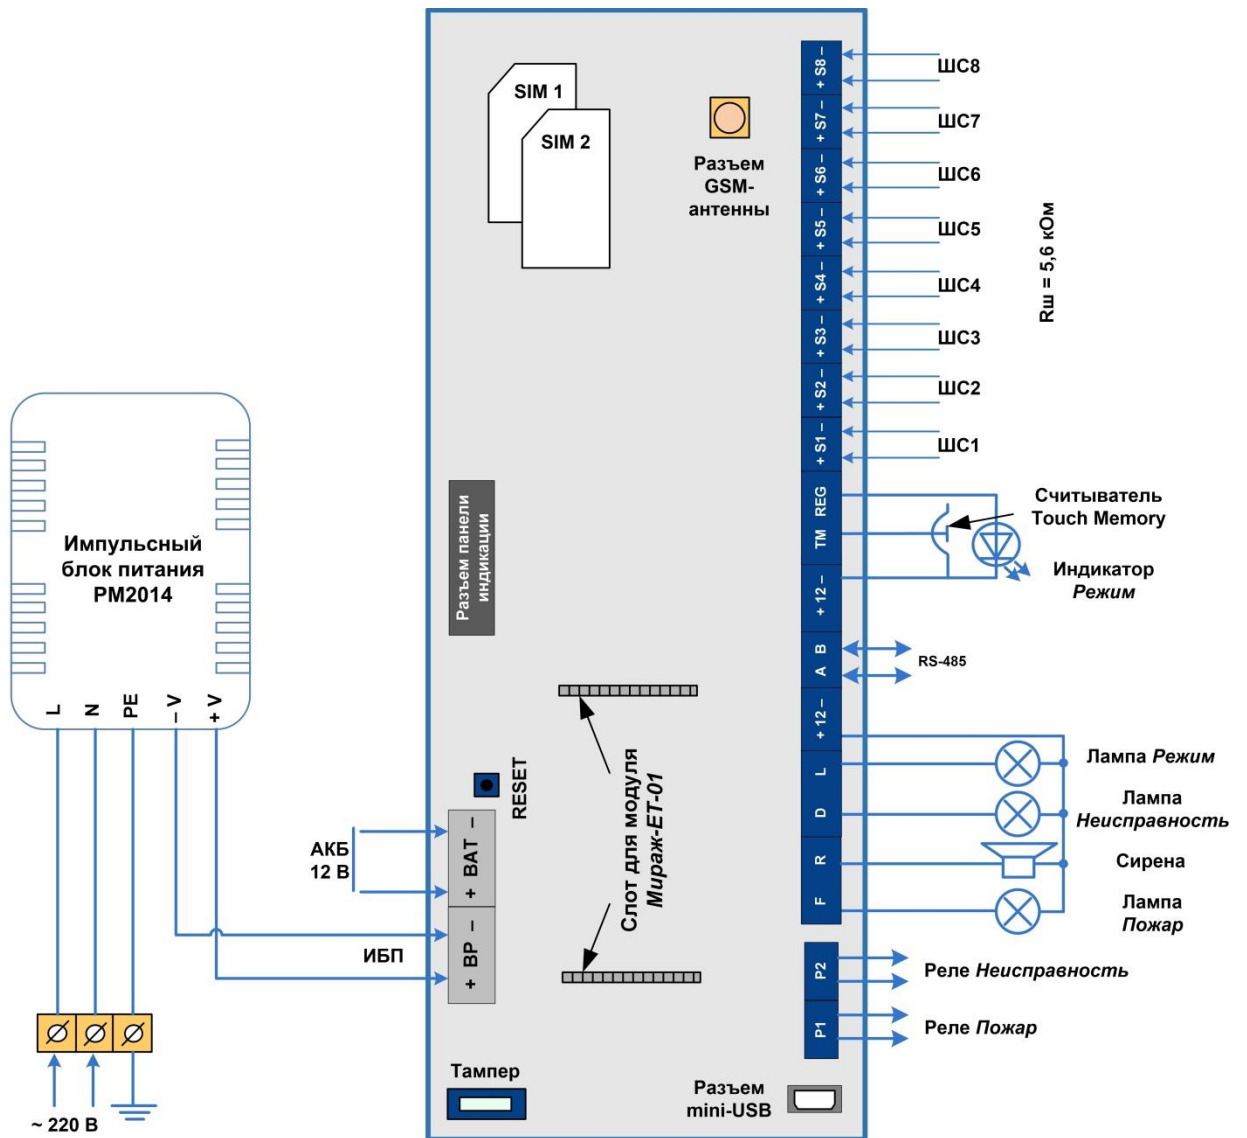 SIM 1
SIM 2
Разъем
GSM-
антенны
+ S8 –
ШС8
+ S7 –
ШС7
+ S6 –
ШС6
+ S5 –
ШС5
+ S4 –
ШС4
+ S3 –
ШС3
+ S2 –
ШС2
+ S1 –
ШС1
Rш = 5,6 кОм
REG
TM
+ 12 –
Считыватель
Touch Memory
Индикатор
Режим
B
A
RS-485
+ 12 –
L
Лампа Режим
D
Лампа
Неисправность
R
Сирена
F
Лампа
Пожар
P2
Реле Неисправность
P1
Реле Пожар
Импульсный
блок питания
PM2014
L
N
PE
– V
+ V
Разъем панели
индикации
RESET
Слот для модуля
Мираж-ET-01
АКБ
12 В
+ BAT –
ИБП
+ BP –
~ 220 В
Тампер
Разъем
mini-USB